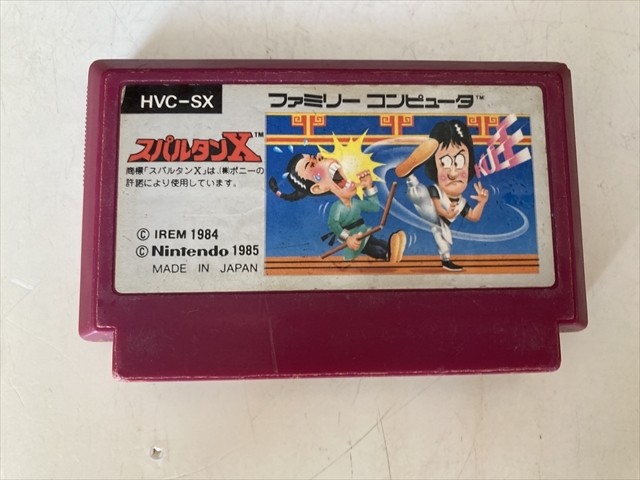 HVC-SX
ファミリー コンピュータ™
スパルタンX™
商標「スパルタンX」は、(株)ポニーの
許諾により使用しています。
© IREM 1984
© Nintendo 1985
MADE IN JAPAN